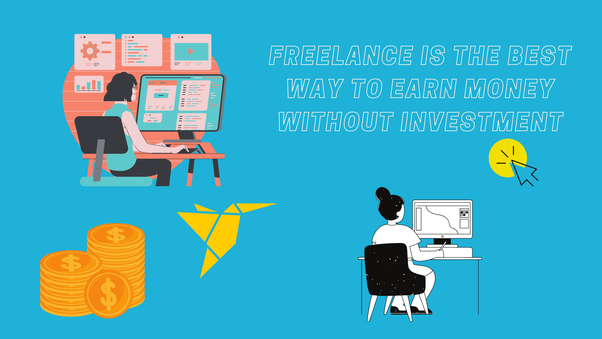 FREELANCE IS THE BEST
WAY TO EARN MONEY
WITHOUT INVESTMENT
$
$
$